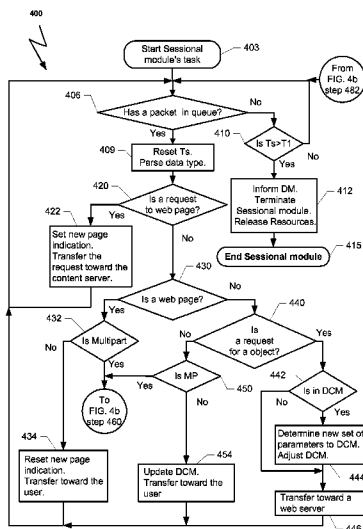 400
Start Sessional
module's task
403
From
FIG. 4b
step 482
406
Has a packet in queue?
No
No
Yes
410
Is Ts>T1
409
Reset Ts.
Parse data type.
Yes
420
Is a request
to web page?
Inform DM.
Terminate
Sessional module.
Release Resources.
412
422
Yes
Set new page
indication.
Transfer the
request toward the
content server.
No
End Sessional module
415
430
Is a web page?
432
Yes
No
440
Is Multipart
Is
a request
for a object?
No
Yes
442
Yes
Is MP
450
No
Yes
Is in DCM
To
FIG. 4b
step 460
No
No
Yes
434
Reset new page
indication.
Transfer toward the
user.
454
Update DCM.
Transfer toward the
user
Determine new set of
parameters to DCM.
Adjust DCM.
444
Transfer toward a
web server
446